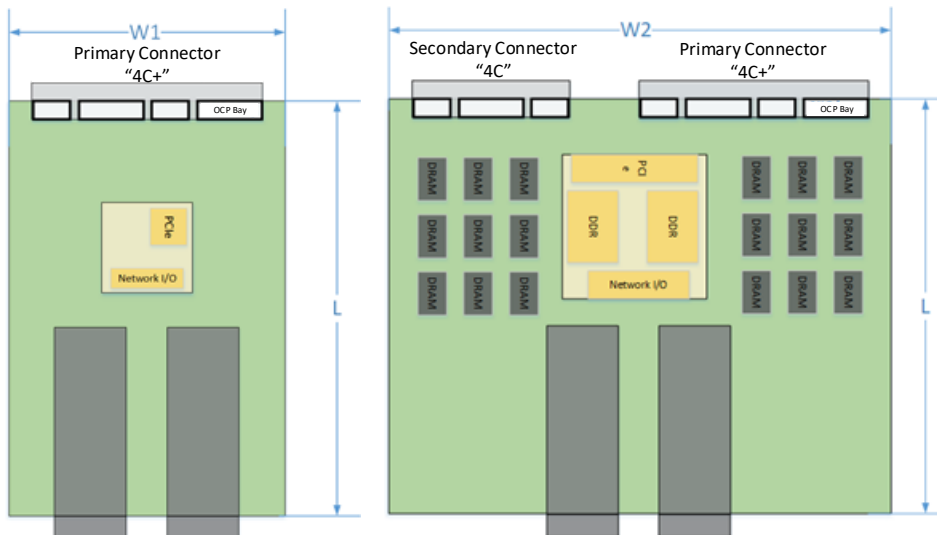 W1
Primary Connector
“4C+”
OCP Bay
PCIe
Network I/O
L
W2
Secondary Connector
“4C”
Primary Connector
“4C+”
OCP Bay
DRAM DRAM DRAM
DRAM DRAM DRAM
DRAM DRAM DRAM
PCI
e
DDR DDR
Network I/O
DRAM DRAM DRAM
DRAM DRAM DRAM
DRAM DRAM DRAM
L